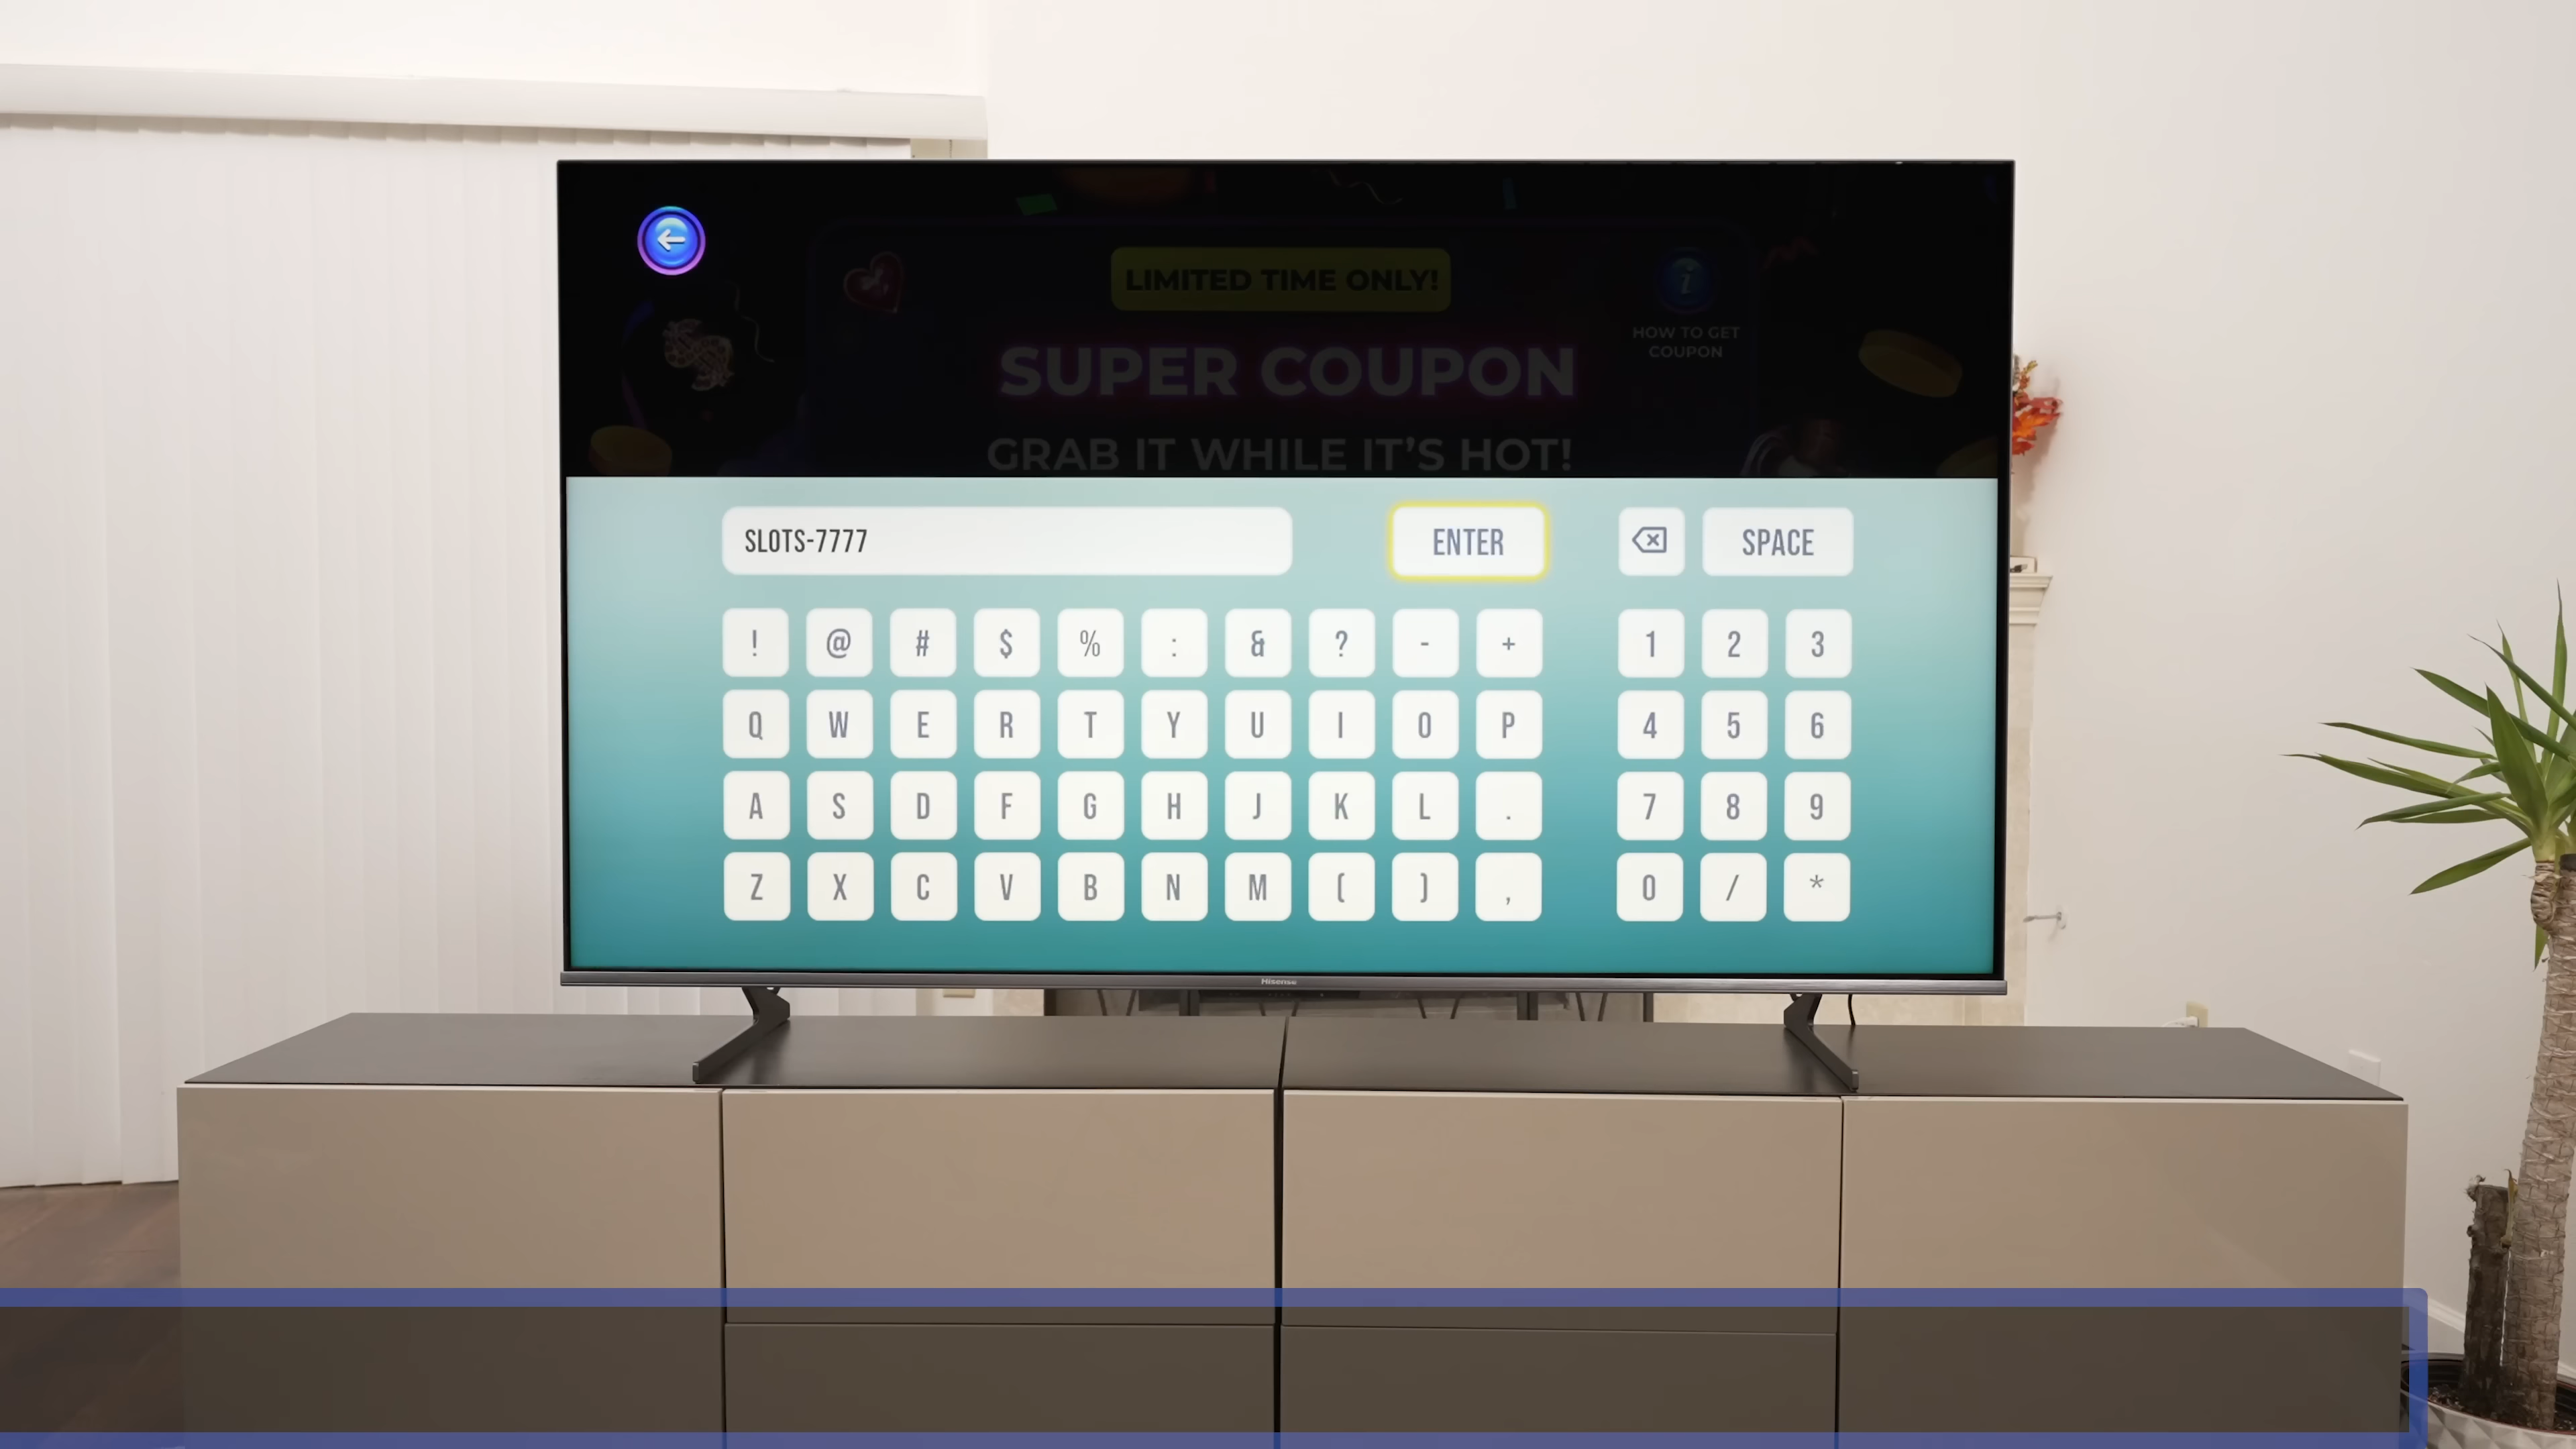 LIMITED TIME ONLY!
i
HOW TO GET
COUPON
SUPER COUPON
GRAB IT WHILE IT'S HOT!
SLOTS-7777
ENTER
SPACE
! @ # $ % : & ? - + 1 2 3
Q W E R T Y U I O P 4 5 6
A S D F G H J K L . 7 8 9
Z X C V B N M ( ) , 0 / *
Hisense